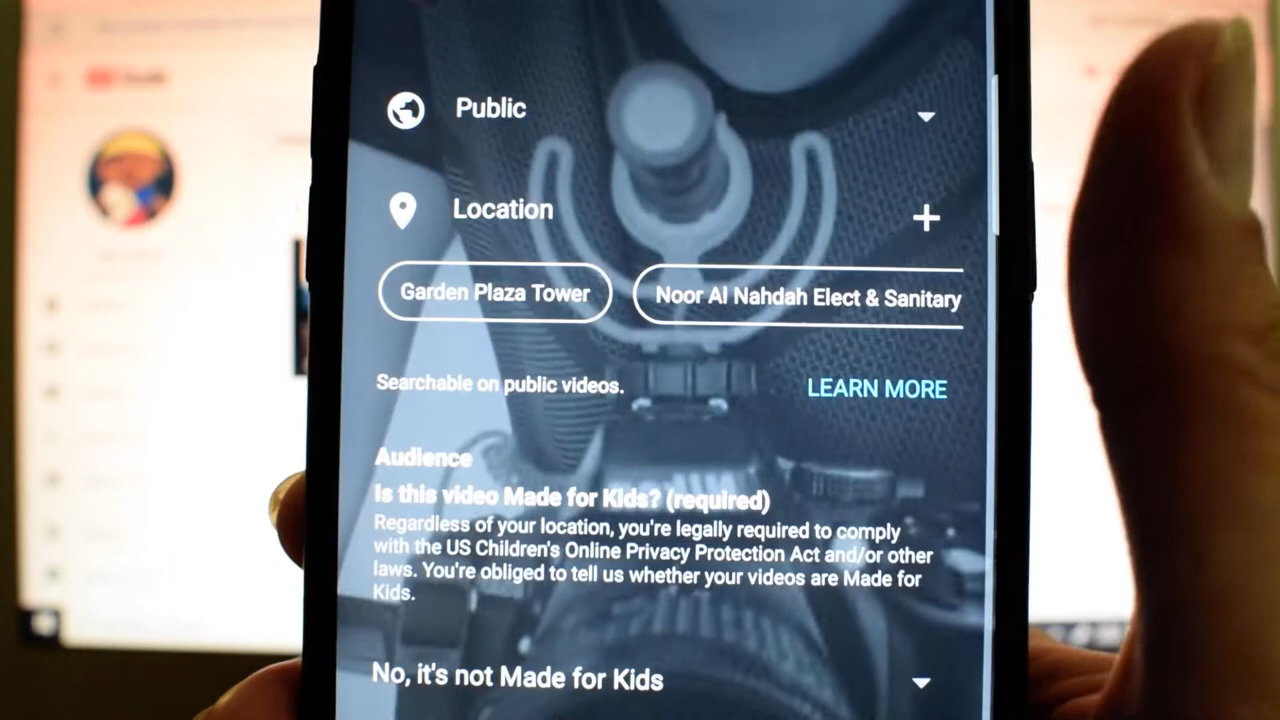 Public
Location
Garden Plaza Tower
Noor Al Nahdah Elect & Sanitary
Searchable on public videos.
LEARN MORE
Audience
Is this video Made for Kids? (required)
Regardless of your location, you're legally required to comply
with the US Children's Online Privacy Protection Act and/or other
laws. You're obliged to tell us whether your videos are Made for
Kids.
No, it's not Made for Kids